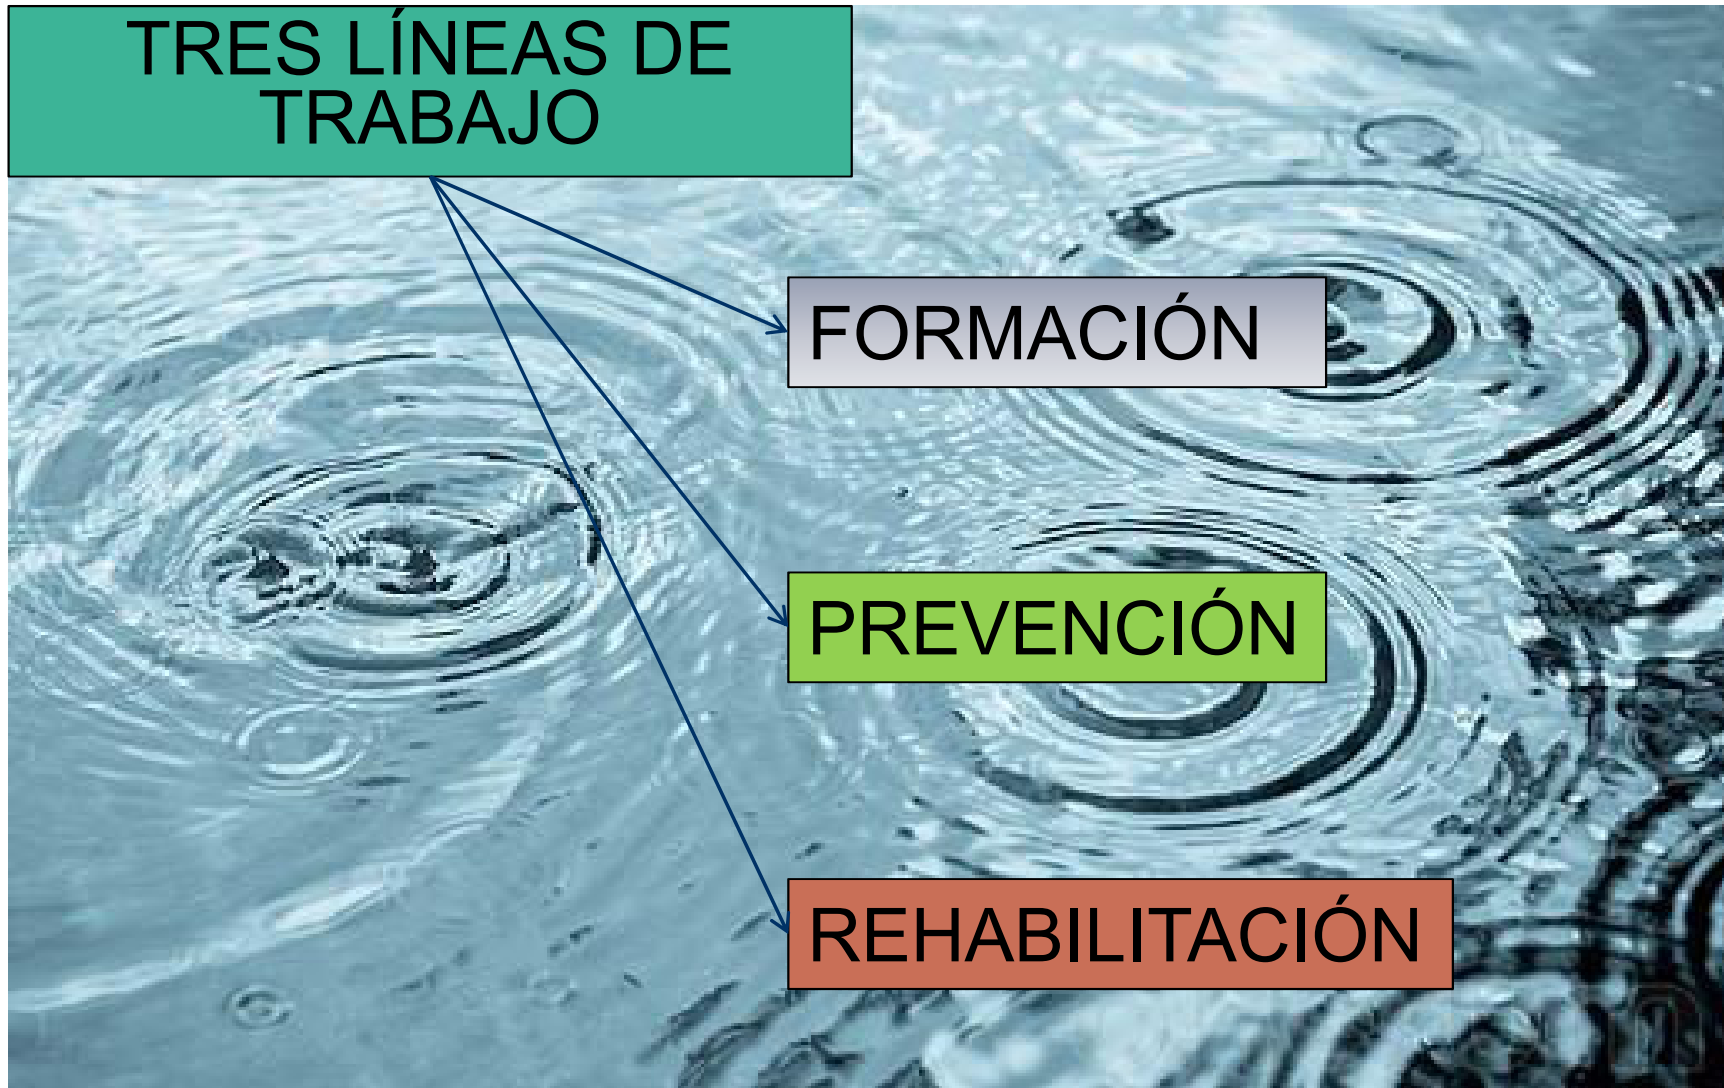 TRES LÍNEAS DE
TRABAJO
FORMACIÓN
PREVENCIÓN
REHABILITACIÓN